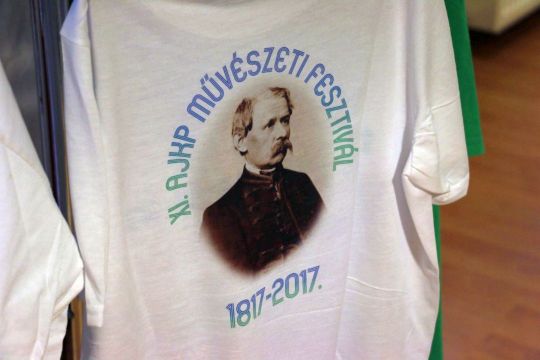 XI. AJKP MŰVÉSZETI FESZTIVÁL
1817-2017.